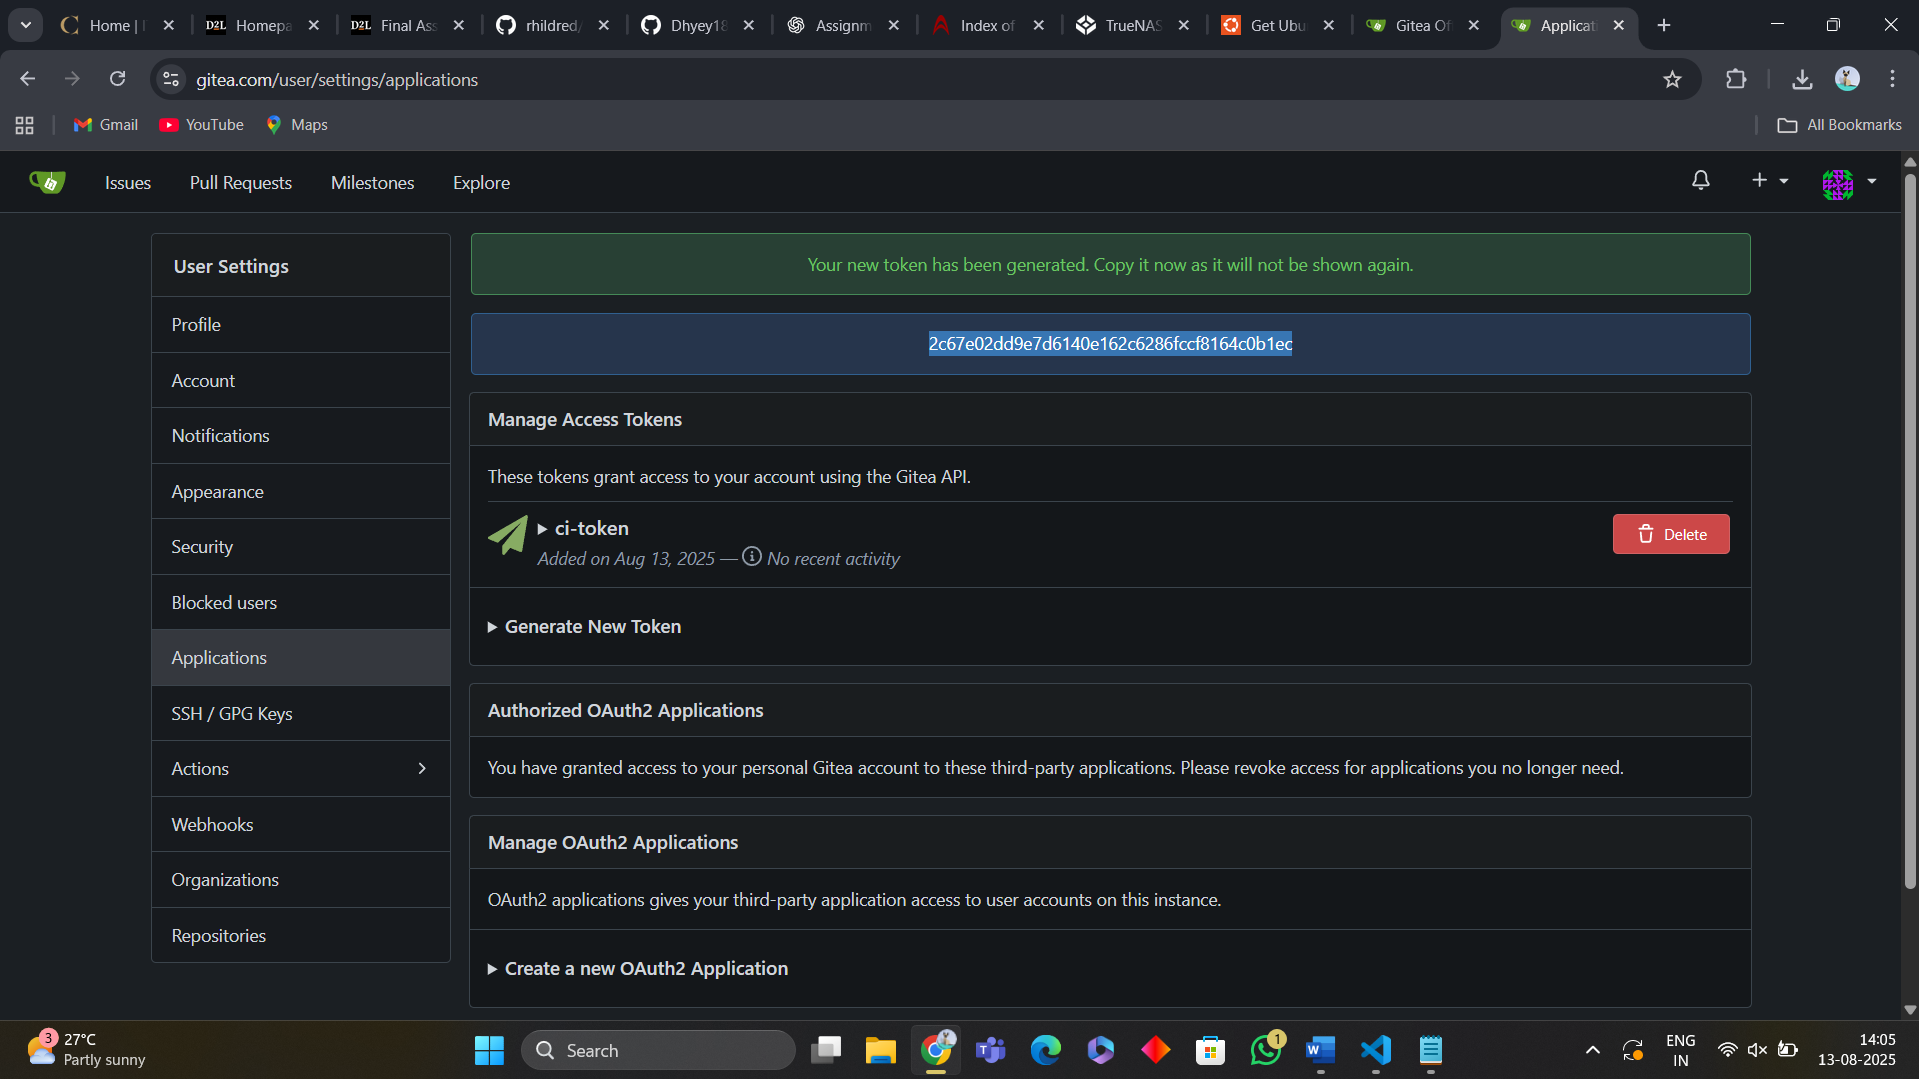 Home |
D2L Homepa
D2L Final Ass
rhildred/
Dhyey18
Assignm
Index of
TrueNAS
Get Ubu
Gitea Of
Applicat
gitea.com/user/settings/applications
Gmail
YouTube
Maps
All Bookmarks
Issues
Pull Requests
Milestones
Explore
User Settings
Profile
Account
Notifications
Appearance
Security
Blocked users
Applications
SSH / GPG Keys
Actions
Webhooks
Organizations
Repositories
Your new token has been generated. Copy it now as it will not be shown again.
2c67e02dd9e7d6140e162c6286fccf8164c0b1ec
Manage Access Tokens
These tokens grant access to your account using the Gitea API.
ci-token
Delete
Added on Aug 13, 2025 — No recent activity
Generate New Token
Authorized OAuth2 Applications
You have granted access to your personal Gitea account to these third-party applications. Please revoke access for applications you no longer need.
Manage OAuth2 Applications
OAuth2 applications gives your third-party application access to user accounts on this instance.
Create a new OAuth2 Application
3
27°C
Partly sunny
Search
1
ENG
IN
14:05
13-08-2025